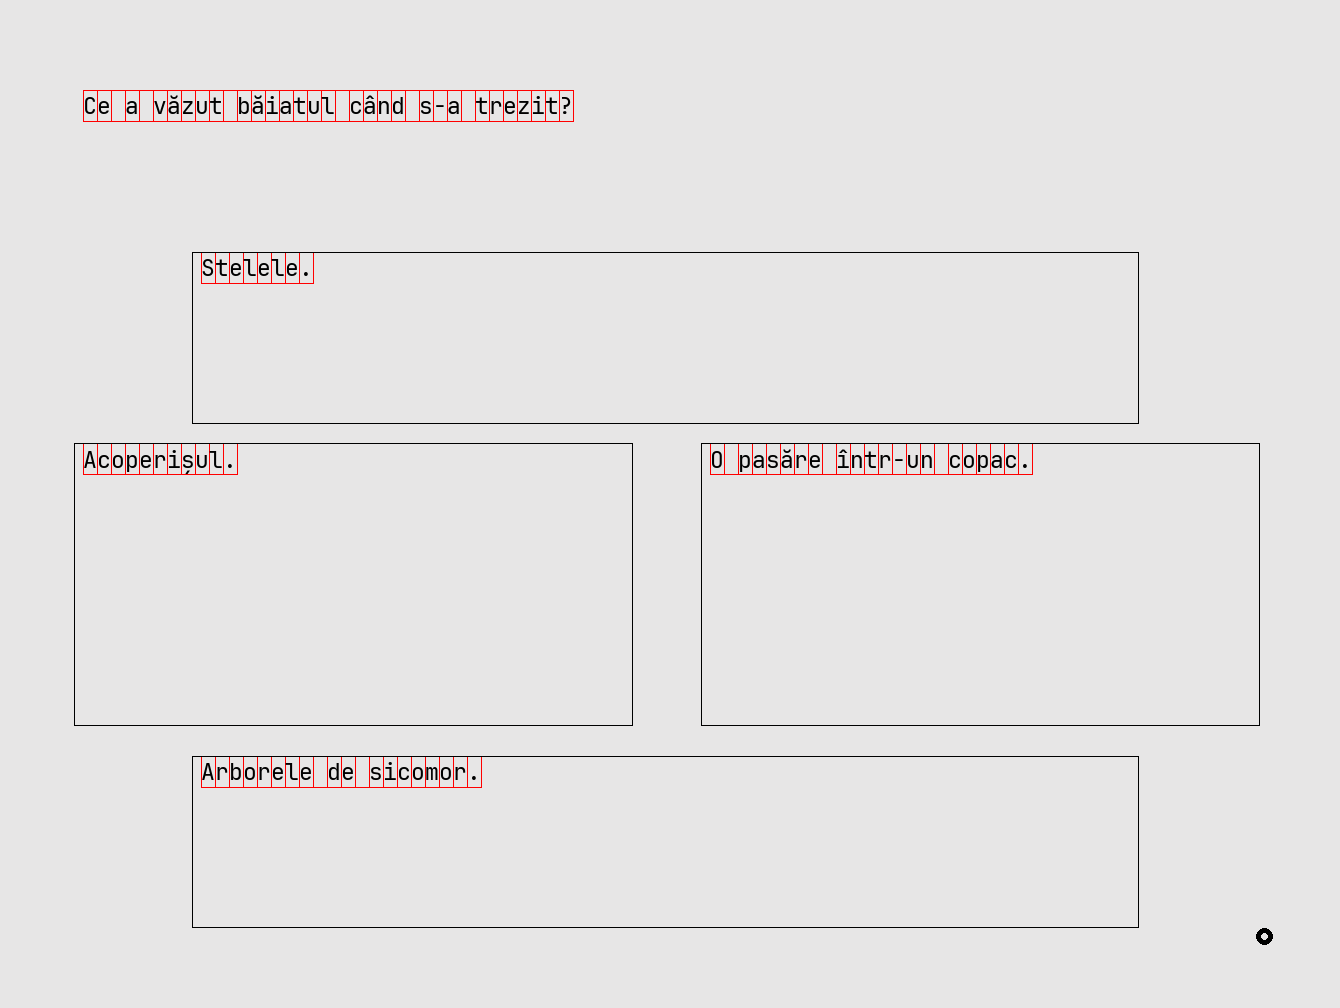 Ce a văzut băiatul când s-a trezit?
Stelele.
Acoperișul.
O pasăre într-un copac.
Arborele de sicomor.